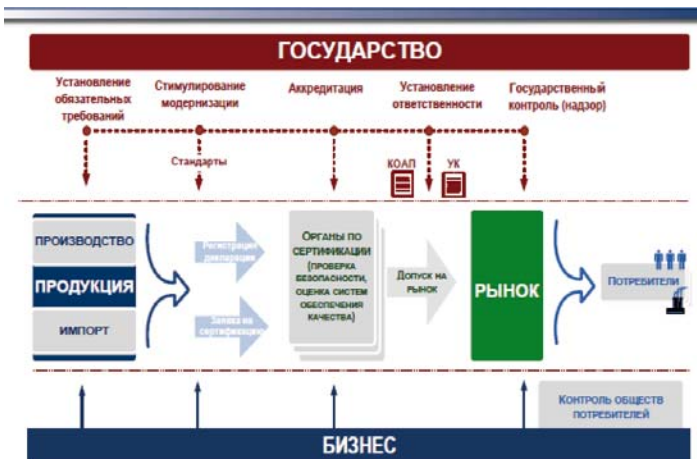 ГОСУДАРСТВО
Установление
обязательных
требований
Стимулирование
модернизации
Аккредитация
Установление
ответственности
Государственный
контроль (надзор)
Стандарты
КОАП
УК
ПРОИЗВОДСТВО
ПРОДУКЦИЯ
ИМПОРТ
Регистрация
декларации
Заявка на
сертификацию
ОРГАНЫ ПО
СЕРТИФИКАЦИИ
(ПРОВЕРКА
БЕЗОПАСНОСТИ,
ОЦЕНКА СИСТЕМ
ОБЕСПЕЧЕНИЯ
КАЧЕСТВА)
ДОПУСК НА
РЫНОК
РЫНОК
ПОТРЕБИТЕЛИ
КОНТРОЛЬ ОБЩЕСТВ
ПОТРЕБИТЕЛЕЙ
БИЗНЕС